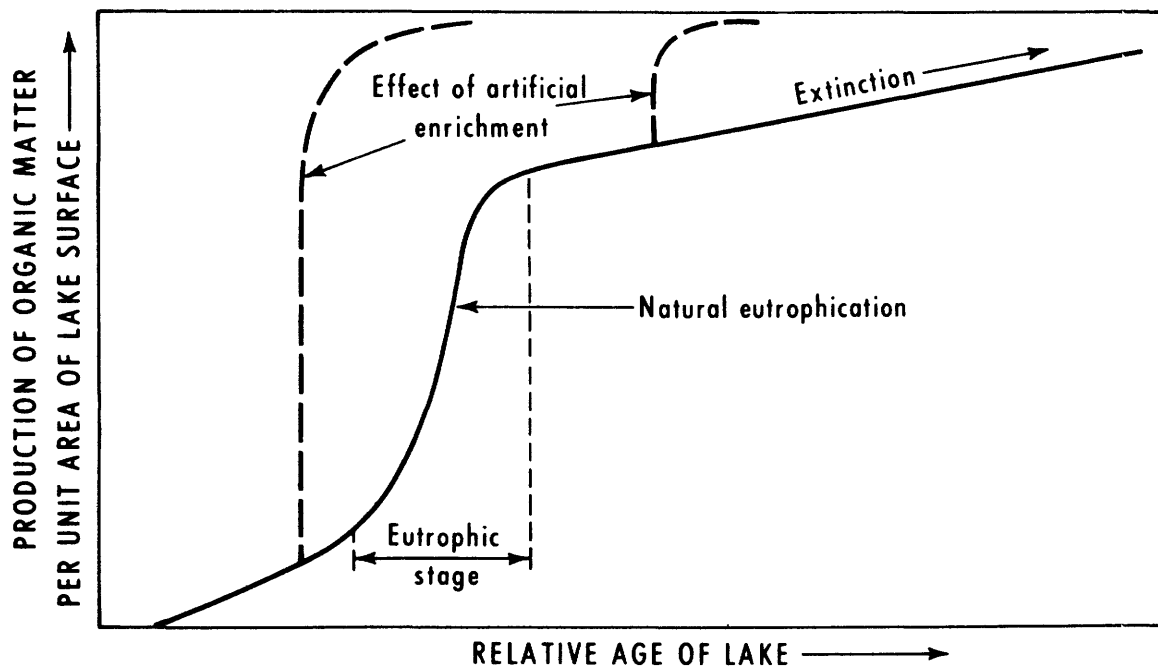 PRODUCTION OF ORGANIC MATTER
PER UNIT AREA OF LAKE SURFACE
Effect of artificial
enrichment
Extinction
Natural eutrophication
Eutrophic
stage
RELATIVE AGE OF LAKE